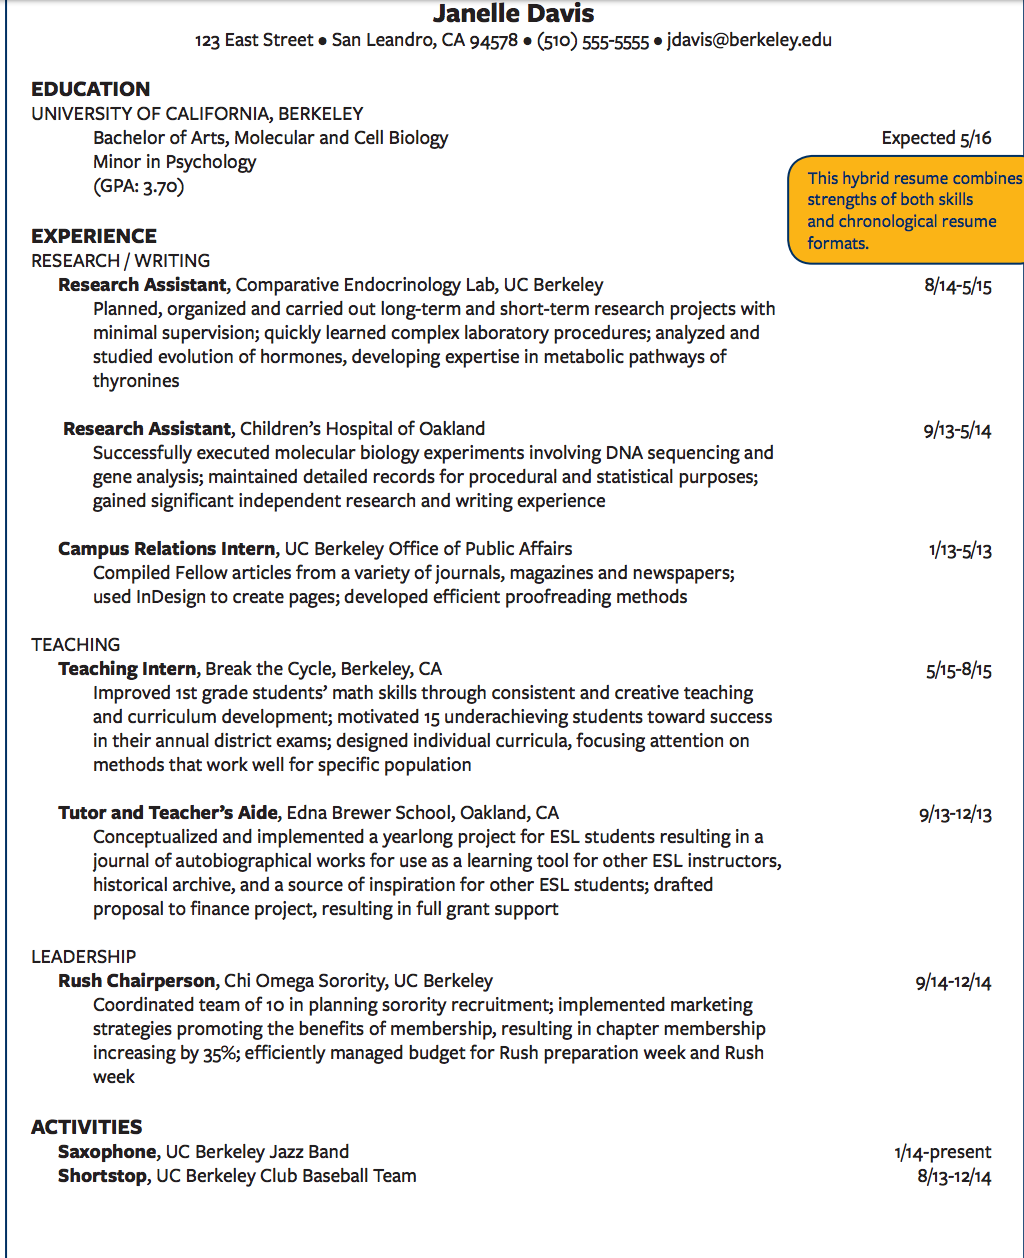 Janelle Davis
123 East Street • San Leandro, CA 94578 • (510) 555-5555 • jdavis@berkeley.edu
EDUCATION
UNIVERSITY OF CALIFORNIA, BERKELEY
Bachelor of Arts, Molecular and Cell Biology Expected 5/16
Minor in Psychology
(GPA: 3.70)
This hybrid resume combines
strengths of both skills
and chronological resume
formats.
EXPERIENCE
RESEARCH / WRITING
Research Assistant, Comparative Endocrinology Lab, UC Berkeley 8/14-5/15
Planned, organized and carried out long-term and short-term research projects with
minimal supervision; quickly learned complex laboratory procedures; analyzed and
studied evolution of hormones, developing expertise in metabolic pathways of
thyronines
Research Assistant, Children's Hospital of Oakland 9/13-5/14
Successfully executed molecular biology experiments involving DNA sequencing and
gene analysis; maintained detailed records for procedural and statistical purposes;
gained significant independent research and writing experience
Campus Relations Intern, UC Berkeley Office of Public Affairs 1/13-5/13
Compiled Fellow articles from a variety of journals, magazines and newspapers;
used InDesign to create pages; developed efficient proofreading methods
TEACHING
Teaching Intern, Break the Cycle, Berkeley, CA 5/15-8/15
Improved 1st grade students' math skills through consistent and creative teaching
and curriculum development; motivated 15 underachieving students toward success
in their annual district exams; designed individual curricula, focusing attention on
methods that work well for specific population
Tutor and Teacher's Aide, Edna Brewer School, Oakland, CA 9/13-12/13
Conceptualized and implemented a yearlong project for ESL students resulting in a
journal of autobiographical works for use as a learning tool for other ESL instructors,
historical archive, and a source of inspiration for other ESL students; drafted
proposal to finance project, resulting in full grant support
LEADERSHIP
Rush Chairperson, Chi Omega Sorority, UC Berkeley 9/14-12/14
Coordinated team of 10 in planning sorority recruitment; implemented marketing
strategies promoting the benefits of membership, resulting in chapter membership
increasing by 35%; efficiently managed budget for Rush preparation week and Rush
week
ACTIVITIES
Saxophone, UC Berkeley Jazz Band 1/14-present
Shortstop, UC Berkeley Club Baseball Team 8/13-12/14